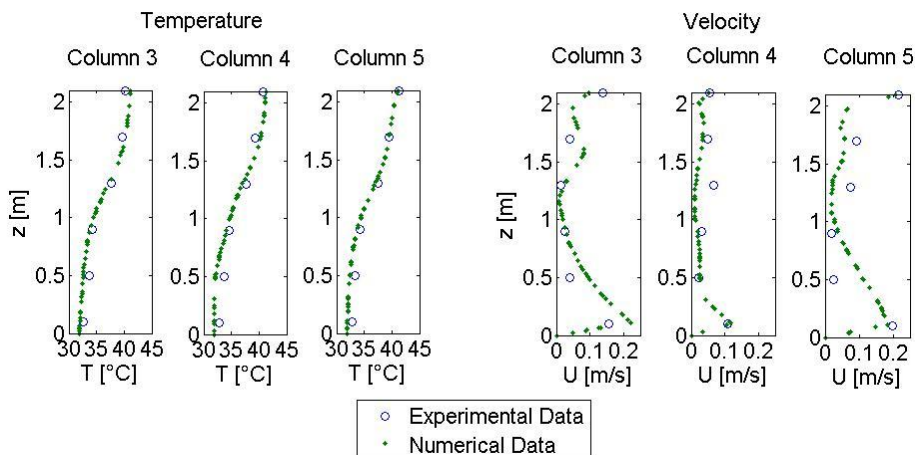 Temperature
Velocity
Column 3
Column 4
Column 5
Column 3
Column 4
Column 5
z [m]
2
1.5
1
0.5
0
30 35 40 45
T [°C]
2
1.5
1
0.5
0
30 35 40 45
T [°C]
2
1.5
1
0.5
0
30 35 40 45
T [°C]
z [m]
2
1.5
1
0.5
0
0 0.1 0.2
U [m/s]
2
1.5
1
0.5
0
0 0.1 0.2
U [m/s]
2
1.5
1
0.5
0
0 0.1 0.2
U [m/s]
Experimental Data
Numerical Data